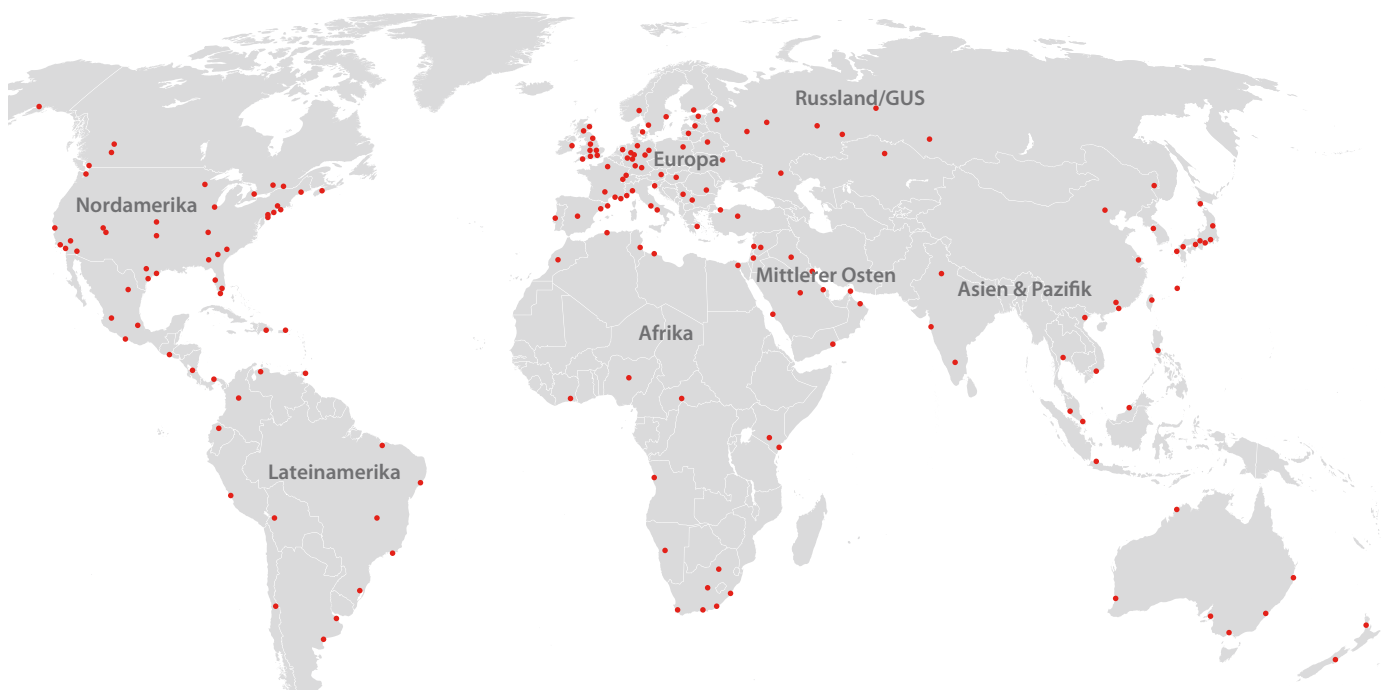 Russland/GUS
Europa
Nordamerika
Mittlerer Osten
Asien & Pazifik
Afrika
Lateinamerika